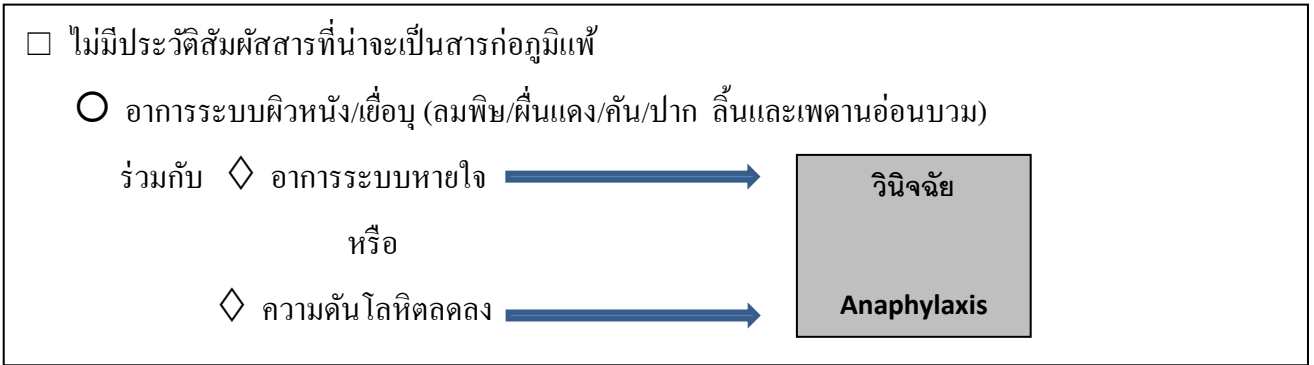 □ ไม่มีประวัติสัมผัสสารที่น่าจะเป็นสารก่อภูมิแพ้
○ อาการระบบผิวหนัง/เยื่อบุ (ลมพิษ/ผื่นแดง/คัน/ปาก ลิ้นและเพดานอ่อนบวม)
ร่วมกับ ◇ อาการระบบหายใจ
วินิจฉัย
หรือ
◇ ความดันโลหิตลดลง
Anaphylaxis